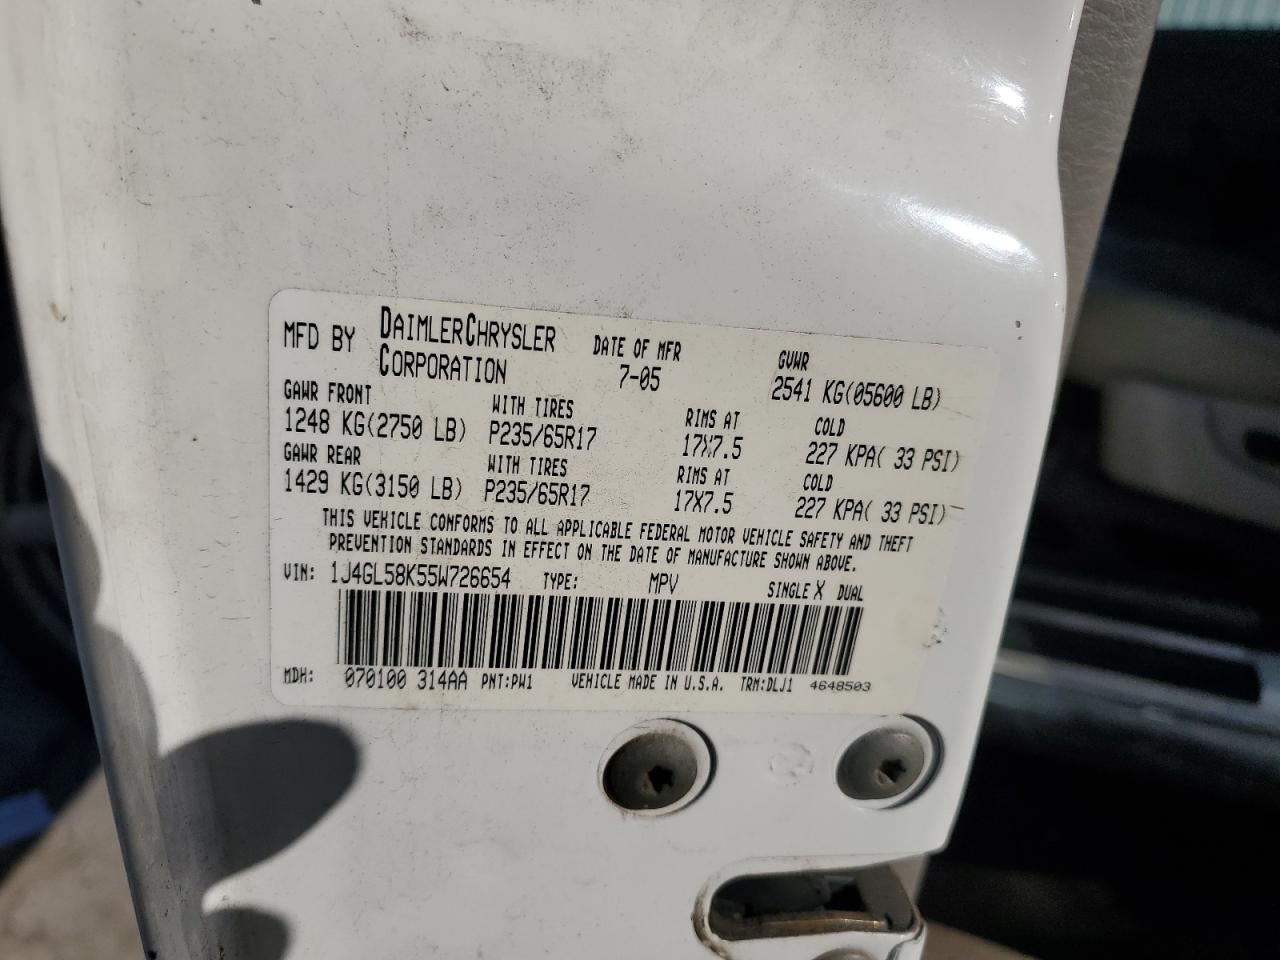 MFD BY DAIMLERCHRYSLER CORPORATION DATE OF MFR 7-05 GVWR 2541 KG(05600 LB)
GAWR FRONT WITH TIRES RIMS AT COLD
1248 KG(2750 LB) P235/65R17 17X7.5 227 KPA( 33 PSI)
GAWR REAR WITH TIRES RIMS AT COLD
1429 KG(3150 LB) P235/65R17 17X7.5 227 KPA( 33 PSI)
THIS VEHICLE CONFORMS TO ALL APPLICABLE FEDERAL MOTOR VEHICLE SAFETY AND THEFT
PREVENTION STANDARDS IN EFFECT ON THE DATE OF MANUFACTURE SHOWN ABOVE.
VIN: 1J4GL58K55W726654 TYPE: MPV SINGLE X DUAL
MDH: 070100 314AA PNT:PW1 VEHICLE MADE IN U.S.A. TRM:DLJ1 4648503